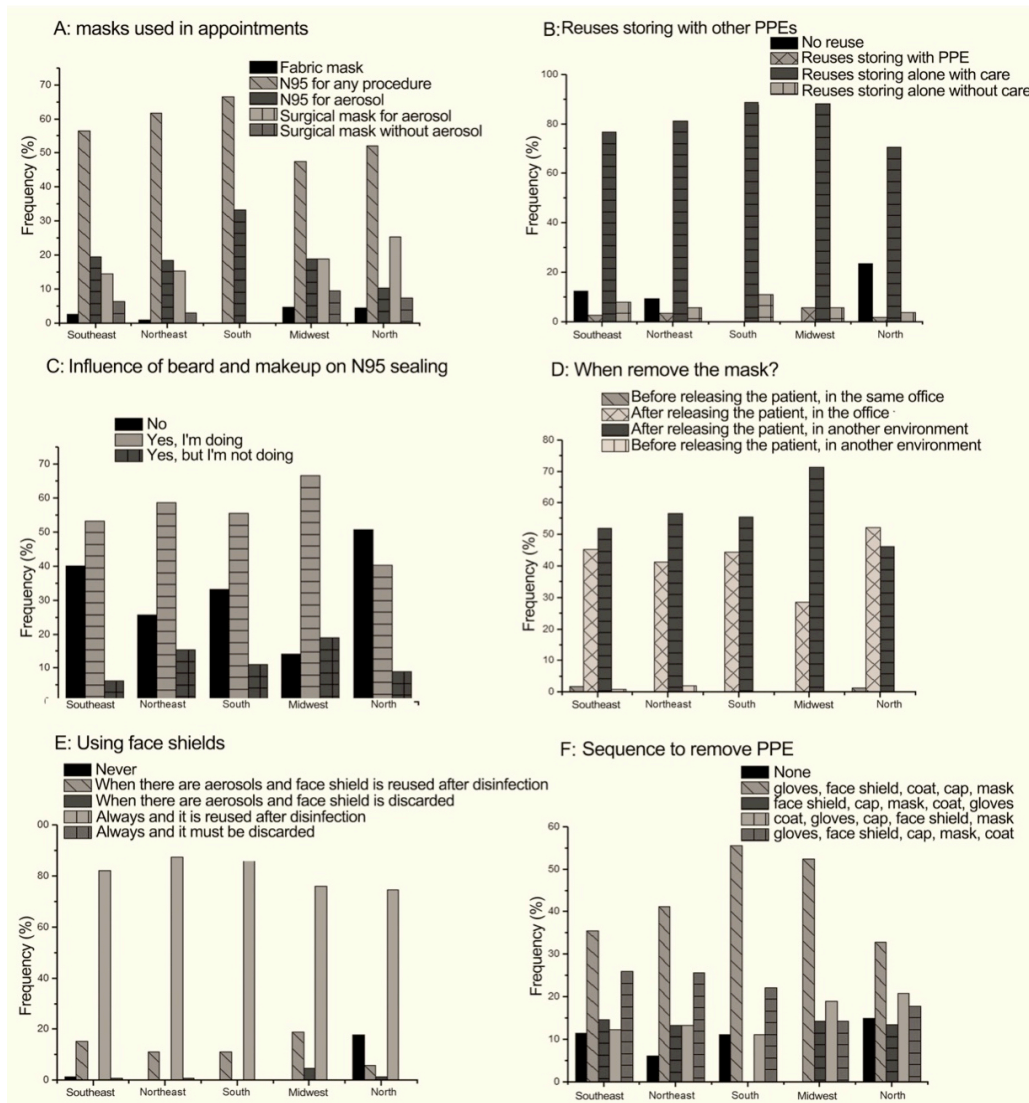 A: masks used in appointments
Fabric mask
N95 for any procedure
N95 for aerosol
Surgical mask for aerosol
Surgical mask without aerosol
Frequency (%)
70
60
50
40
30
20
10
0
Southeast Northeast South Midwest North
B: Reuses storing with other PPEs
No reuse
Reuses storing with PPE
Reuses storing alone with care
Reuses storing alone without care
Frequency (%)
100
80
60
40
20
0
Southeast Northeast South Midwest North
C: Influence of beard and makeup on N95 sealing
No
Yes, I'm doing
Yes, but I'm not doing
Frequency (%)
70
60
50
40
30
20
10
Southeast Northeast South Midwest North
D: When remove the mask?
Before releasing the patient, in the same office
After releasing the patient, in the office
After releasing the patient, in another environment
Before releasing the patient, in another environment
Frequency (%)
80
70
60
50
40
30
20
10
0
Southeast Northeast South Midwest North
E: Using face shields
Never
When there are aerosols and face shield is reused after disinfection
When there are aerosols and face shield is discarded
Always and it is reused after disinfection
Always and it must be discarded
Frequency (%)
00
80
60
40
20
0
Southeast Northeast South Midwest North
F: Sequence to remove PPE
None
gloves, face shield, coat, cap, mask
face shield, cap, mask, coat, gloves
coat, gloves, cap, face shield, mask
gloves, face shield, cap, mask, coat
Frequency (%)
60
50
40
30
20
10
0
Southeast Northeast South Midwest North